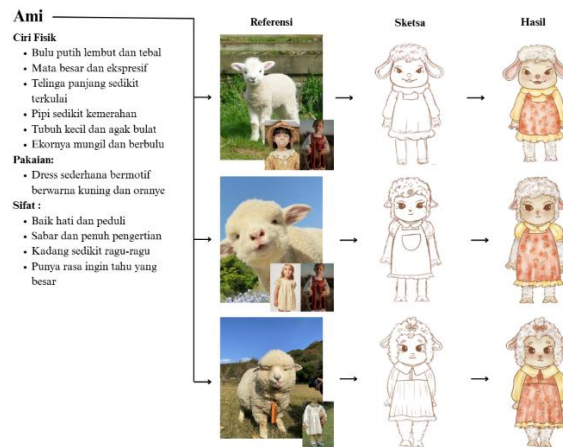 Ami
Ciri Fisik
• Bulu putih lembut dan tebal
• Mata besar dan ekspresif
• Telinga panjang sedikit
terkulai
• Pipi sedikit kemerahan
• Tubuh kecil dan agak bulat
• Ekornya mungil dan berbulu
Pakaian:
• Dress sederhana bermotif
berwarna kuning dan oranye
Sifat :
• Baik hati dan peduli
• Sabar dan penuh pengertian
• Kadang sedikit ragu-ragu
• Punya rasa ingin tahu yang
besar
Referensi
Sketsa
Hasil